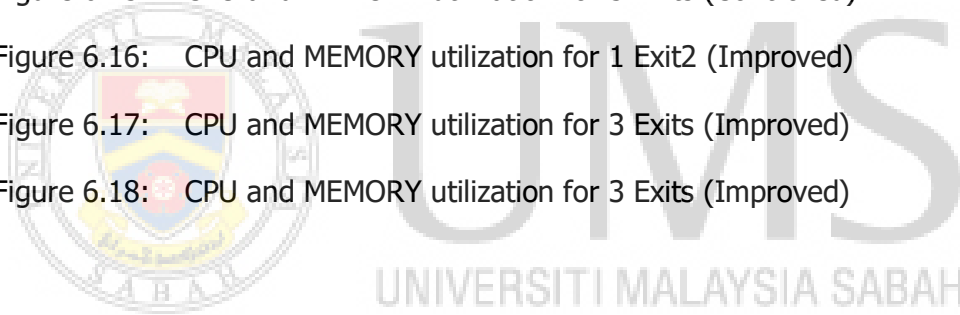 Figure 6.16: CPU and MEMORY utilization for 1 Exit2 (Improved)
Figure 6.17: CPU and MEMORY utilization for 3 Exits (Improved)
Figure 6.18: CPU and MEMORY utilization for 3 Exits (Improved)
UMS
UNIVERSITI MALAYSIA SABAH